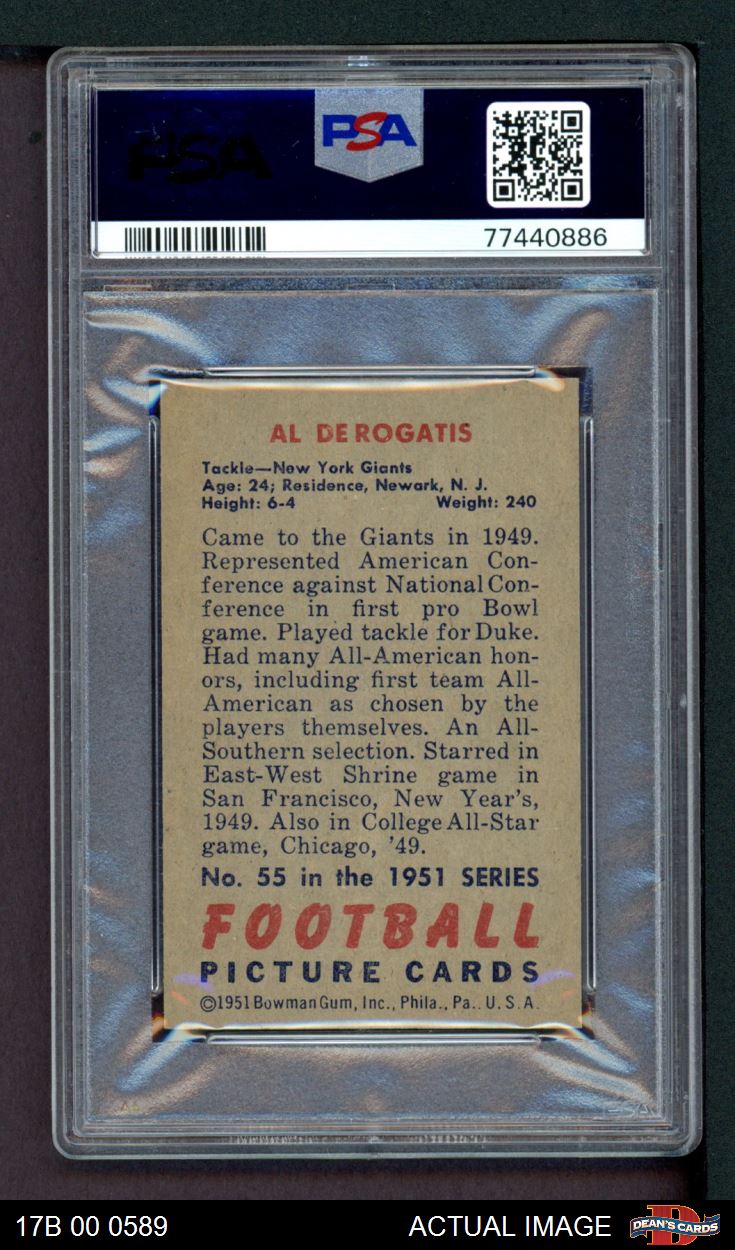 PSA
PSA
77440886
AL DE ROGATIS
Tackle—New York Giants
Age: 24; Residence, Newark, N. J.
Height: 6-4 Weight: 240
Came to the Giants in 1949.
Represented American Con-
ference against National Con-
ference in first pro Bowl
game. Played tackle for Duke.
Had many All-American hon-
ors, including first team All-
American as chosen by the
players themselves. An All-
Southern selection. Starred in
East-West Shrine game in
San Francisco, New Year's,
1949. Also in College All-Star
game, Chicago, '49.
No. 55 in the 1951 SERIES
FOOTBALL
PICTURE CARDS
©1951 Bowman Gum, Inc., Phila., Pa.. U. S. A.
PSA
17B 00 0589 ACTUAL IMAGE DEAN'S CARDS